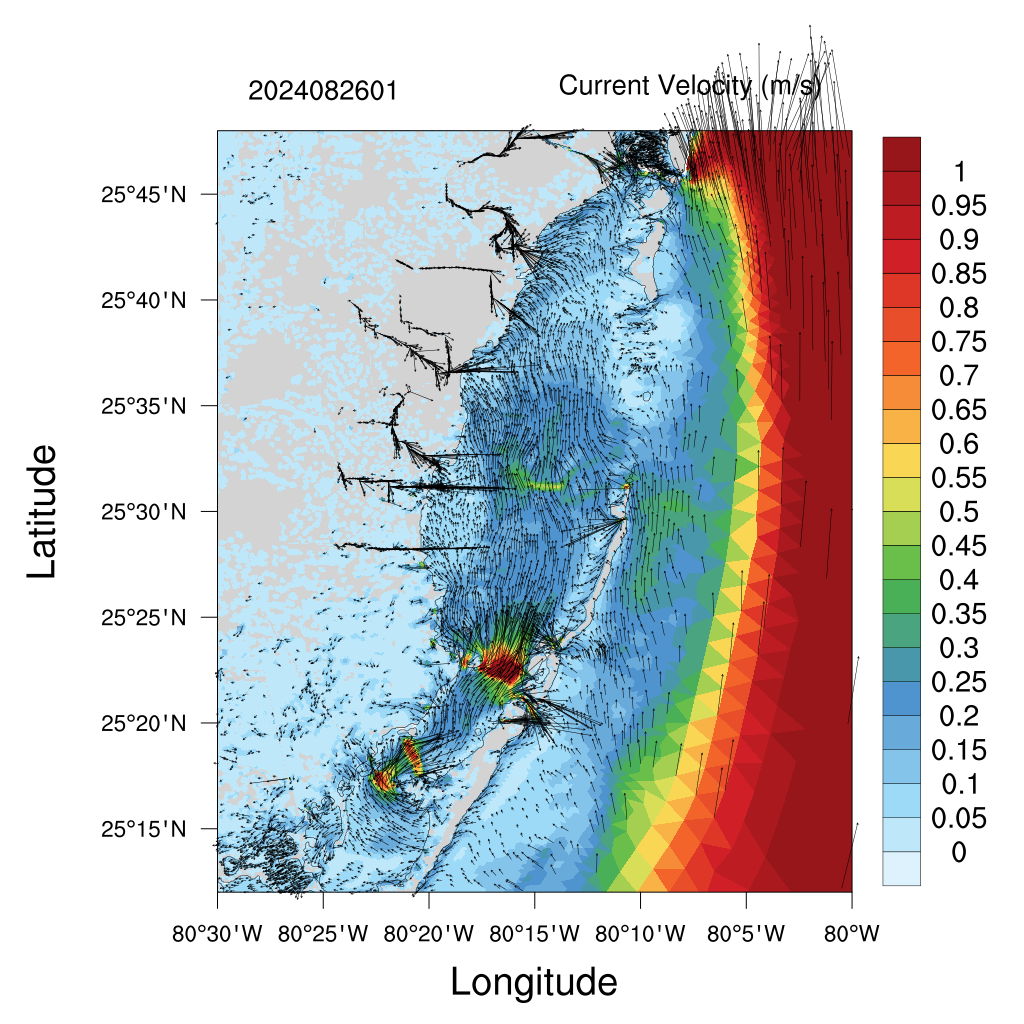 2024082601
Current Velocity (m/s)
Latitude
25°45'N
25°40'N
25°35'N
25°30'N
25°25'N
25°20'N
25°15'N
80°30'W 80°25'W 80°20'W 80°15'W 80°10'W 80°5'W 80°W
Longitude
1
0.95
0.9
0.85
0.8
0.75
0.7
0.65
0.6
0.55
0.5
0.45
0.4
0.35
0.3
0.25
0.2
0.15
0.1
0.05
0